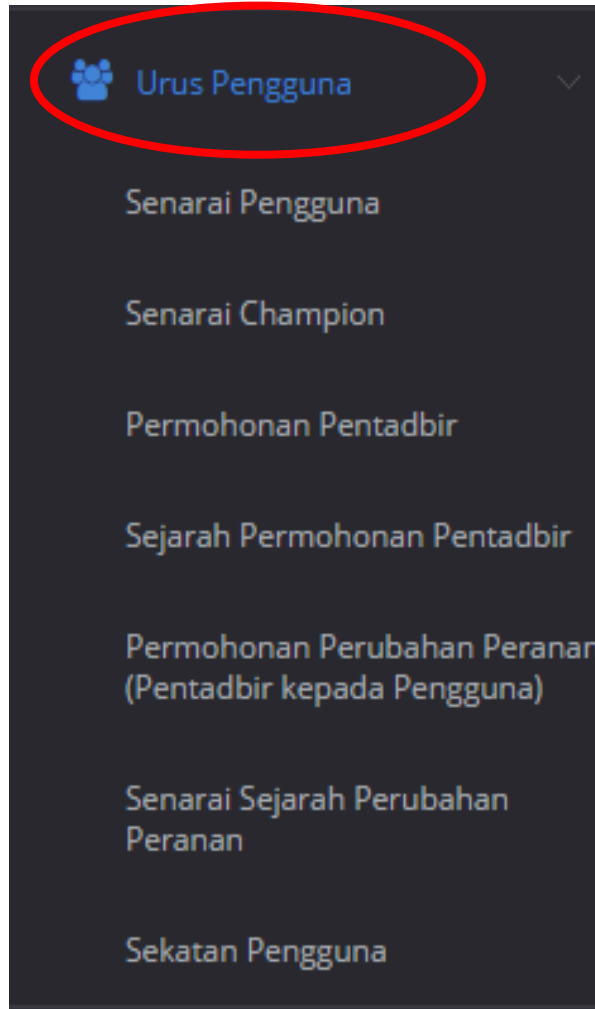 Urus Pengguna
Senarai Pengguna
Senarai Champion
Permohonan Pentadbir
Sejarah Permohonan Pentadbir
Permohonan Perubahan Peranan
(Pentadbir kepada Pengguna)
Senarai Sejarah Perubahan
Peranan
Sekatan Pengguna